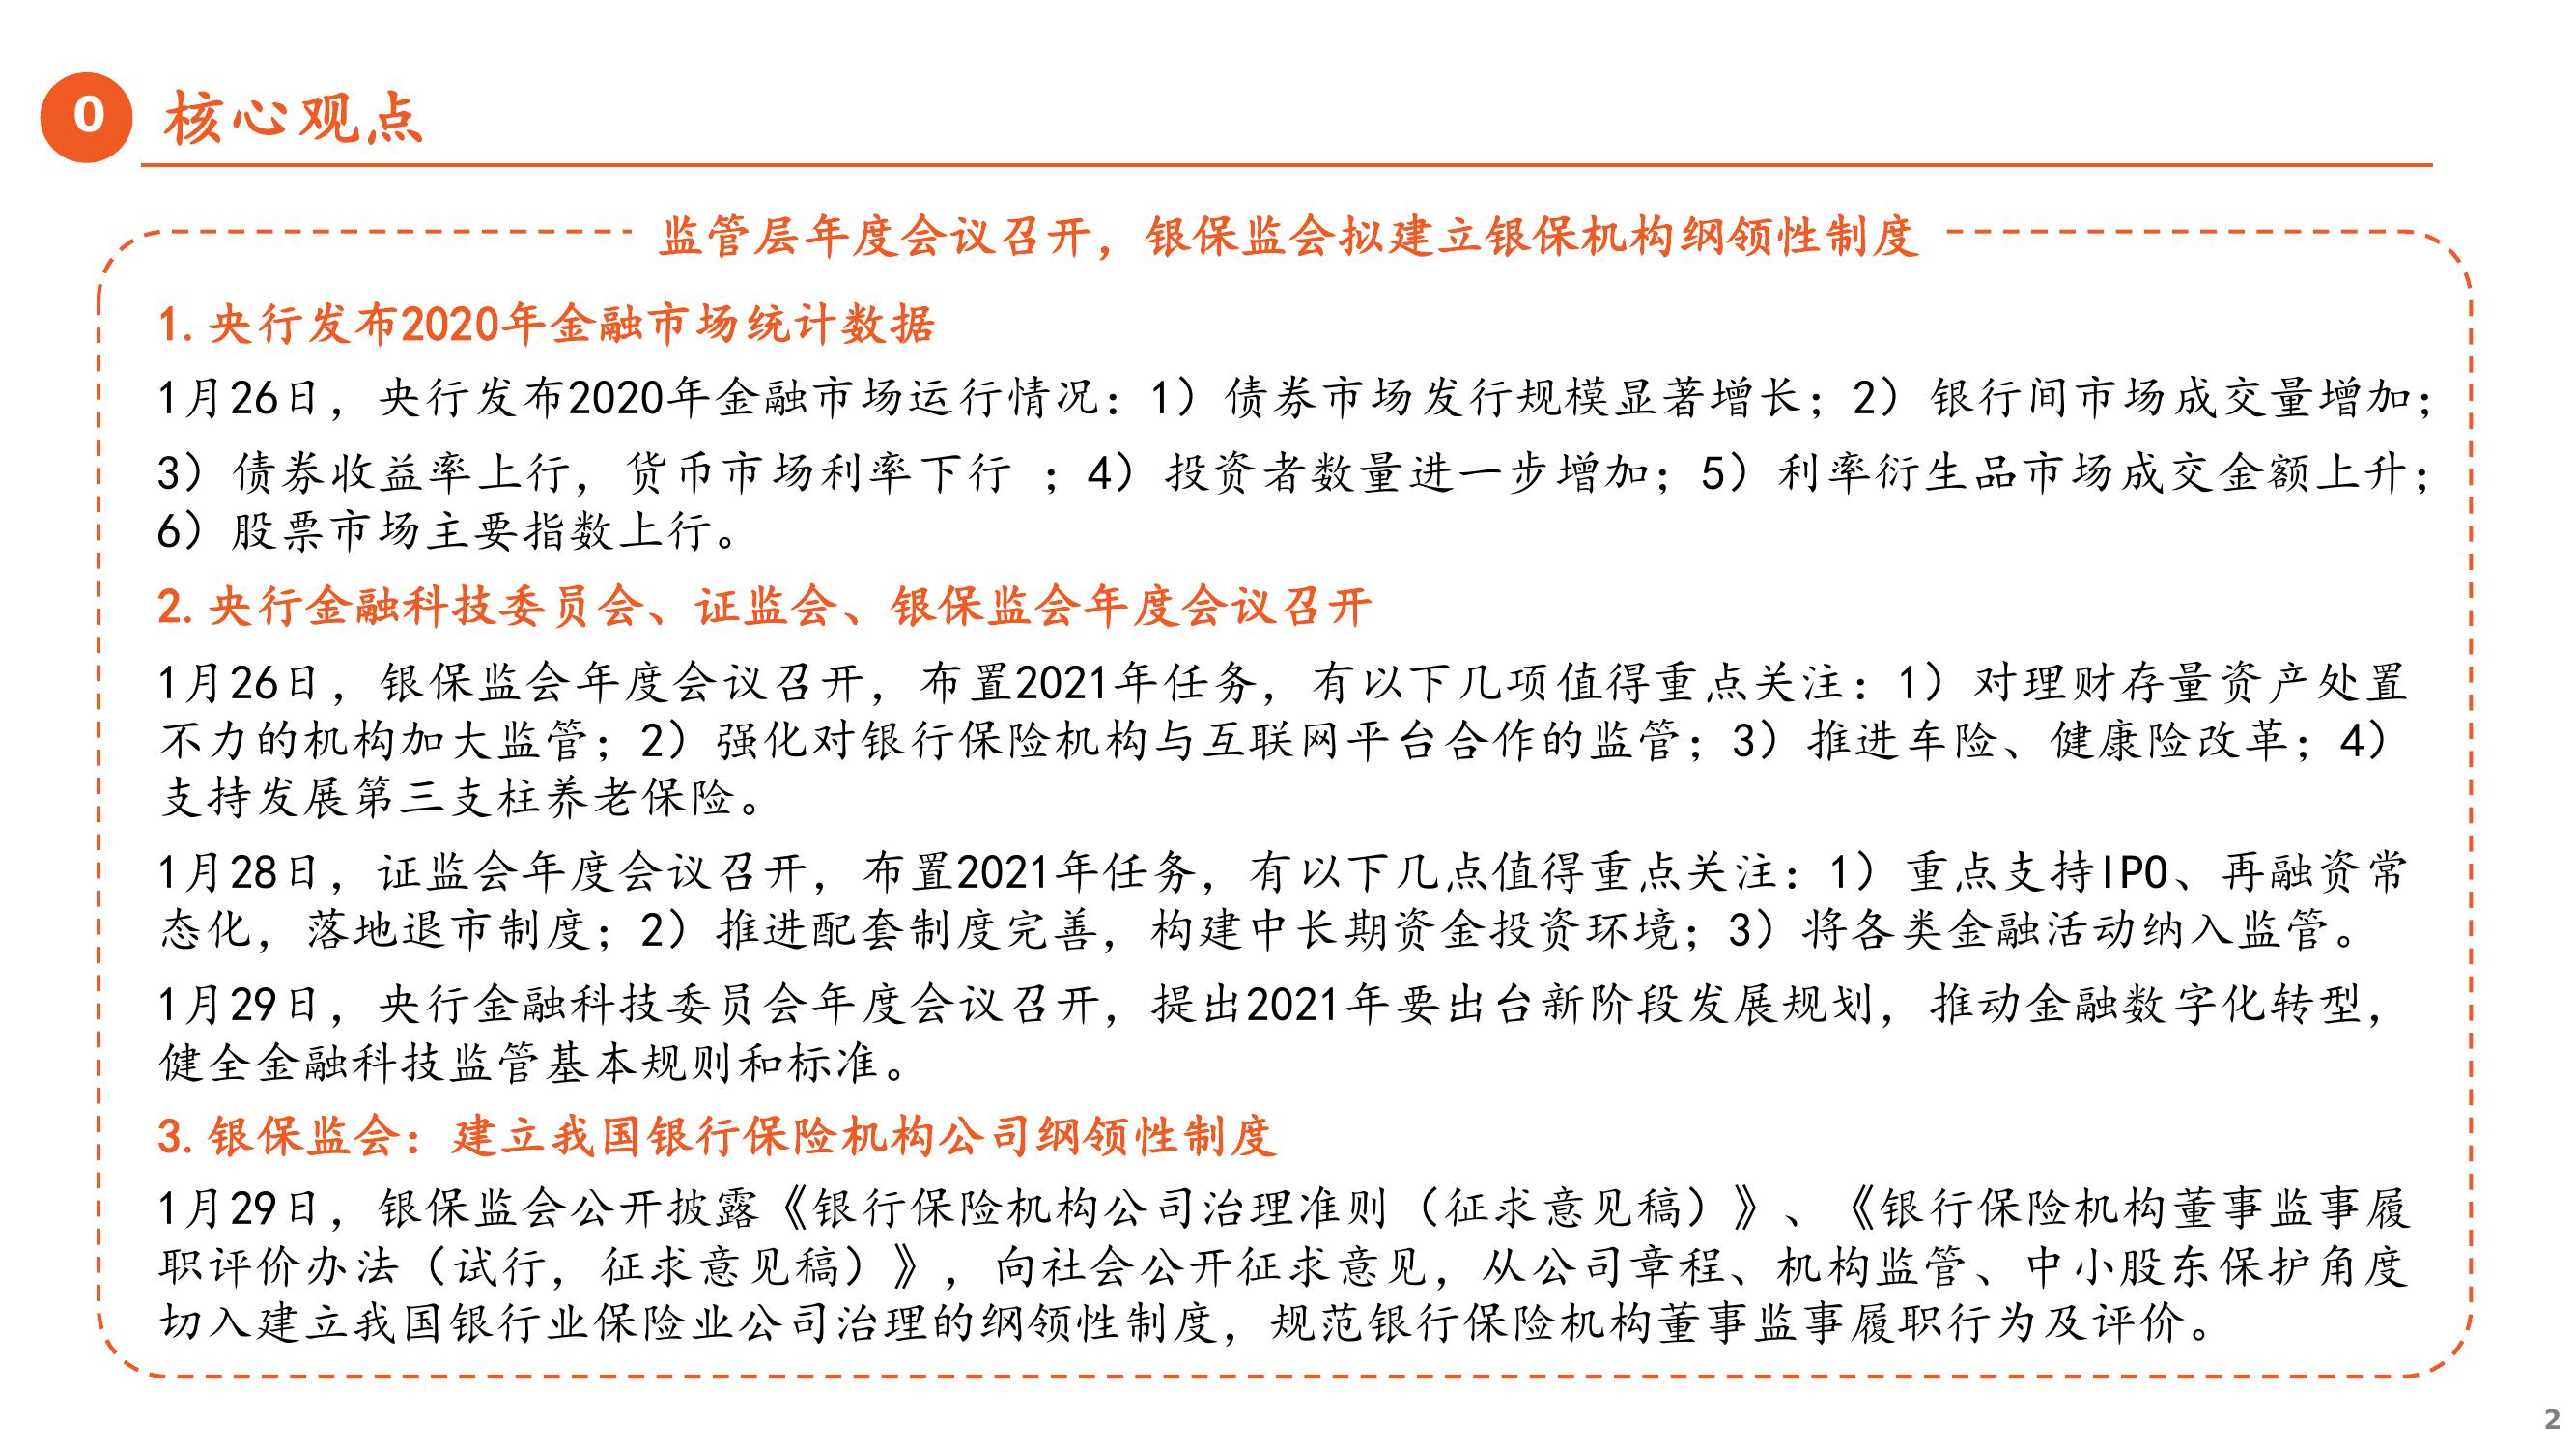 0 核心观点
监管层年度会议召开，银保监会拟建立银保机构纲领性制度
1.央行发布2020年金融市场统计数据
1月26日，央行发布2020年金融市场运行情况：1）债券市场发行规模显著增长；2）银行间市场成交量增加；
3）债券收益率上行，货币市场利率下行 ；4）投资者数量进一步增加；5）利率衍生品市场成交金额上升；
6）股票市场主要指数上行。
2.央行金融科技委员会、证监会、银保监会年度会议召开
1月26日，银保监会年度会议召开，布置2021年任务，有以下几项值得重点关注：1）对理财存量资产处置
不力的机构加大监管；2）强化对银行保险机构与互联网平台合作的监管；3）推进车险、健康险改革；4）
支持发展第三支柱养老保险。
1月28日，证监会年度会议召开，布置2021年任务，有以下几点值得重点关注：1）重点支持IPO、再融资常
态化，落地退市制度；2）推进配套制度完善，构建中长期资金投资环境；3）将各类金融活动纳入监管。
1月29日，央行金融科技委员会年度会议召开，提出2021年要出台新阶段发展规划，推动金融数字化转型，
健全金融科技监管基本规则和标准。
3.银保监会：建立我国银行保险机构公司纲领性制度
1月29日，银保监会公开披露《银行保险机构公司治理准则（征求意见稿）》、《银行保险机构董事监事履
职评价办法（试行，征求意见稿）》，向社会公开征求意见，从公司章程、机构监管、中小股东保护角度
切入建立我国银行业保险业公司治理的纲领性制度，规范银行保险机构董事监事履职行为及评价。
2